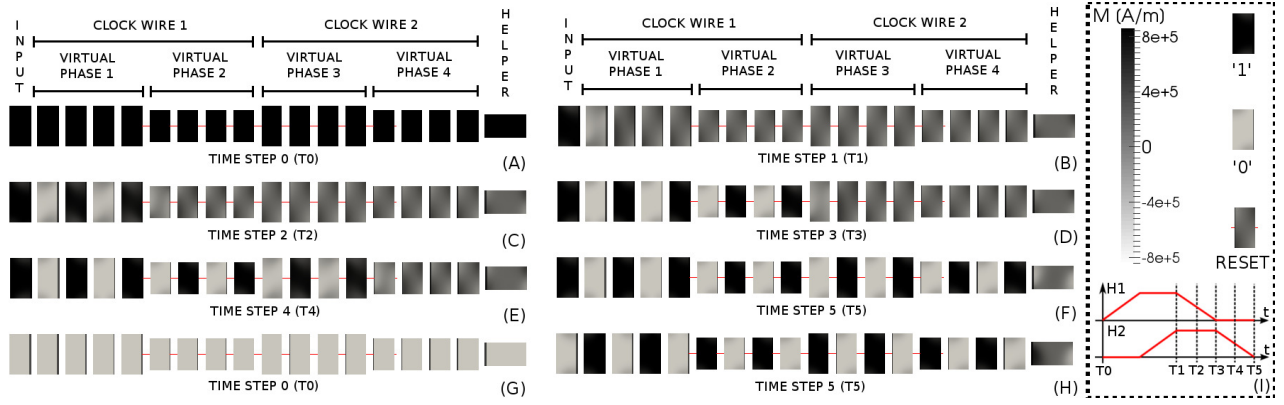 INPUT
CLOCK WIRE 1
CLOCK WIRE 2
HELPER
VIRTUAL PHASE 1
VIRTUAL PHASE 2
VIRTUAL PHASE 3
VIRTUAL PHASE 4
TIME STEP 0 (T0)
(A)
INPUT
CLOCK WIRE 1
CLOCK WIRE 2
HELPER
VIRTUAL PHASE 1
VIRTUAL PHASE 2
VIRTUAL PHASE 3
VIRTUAL PHASE 4
TIME STEP 1 (T1)
(B)
TIME STEP 2 (T2)
(C)
TIME STEP 3 (T3)
(D)
TIME STEP 4 (T4)
(E)
TIME STEP 5 (T5)
(F)
TIME STEP 0 (T0)
(G)
TIME STEP 5 (T5)
(H)
M [A/m]
8e+5
4e+5
0
-4e+5
-8e+5
'1'
'0'
RESET
H1
t
H2
t
T0 T1 T2 T3 T4 T5
(I)